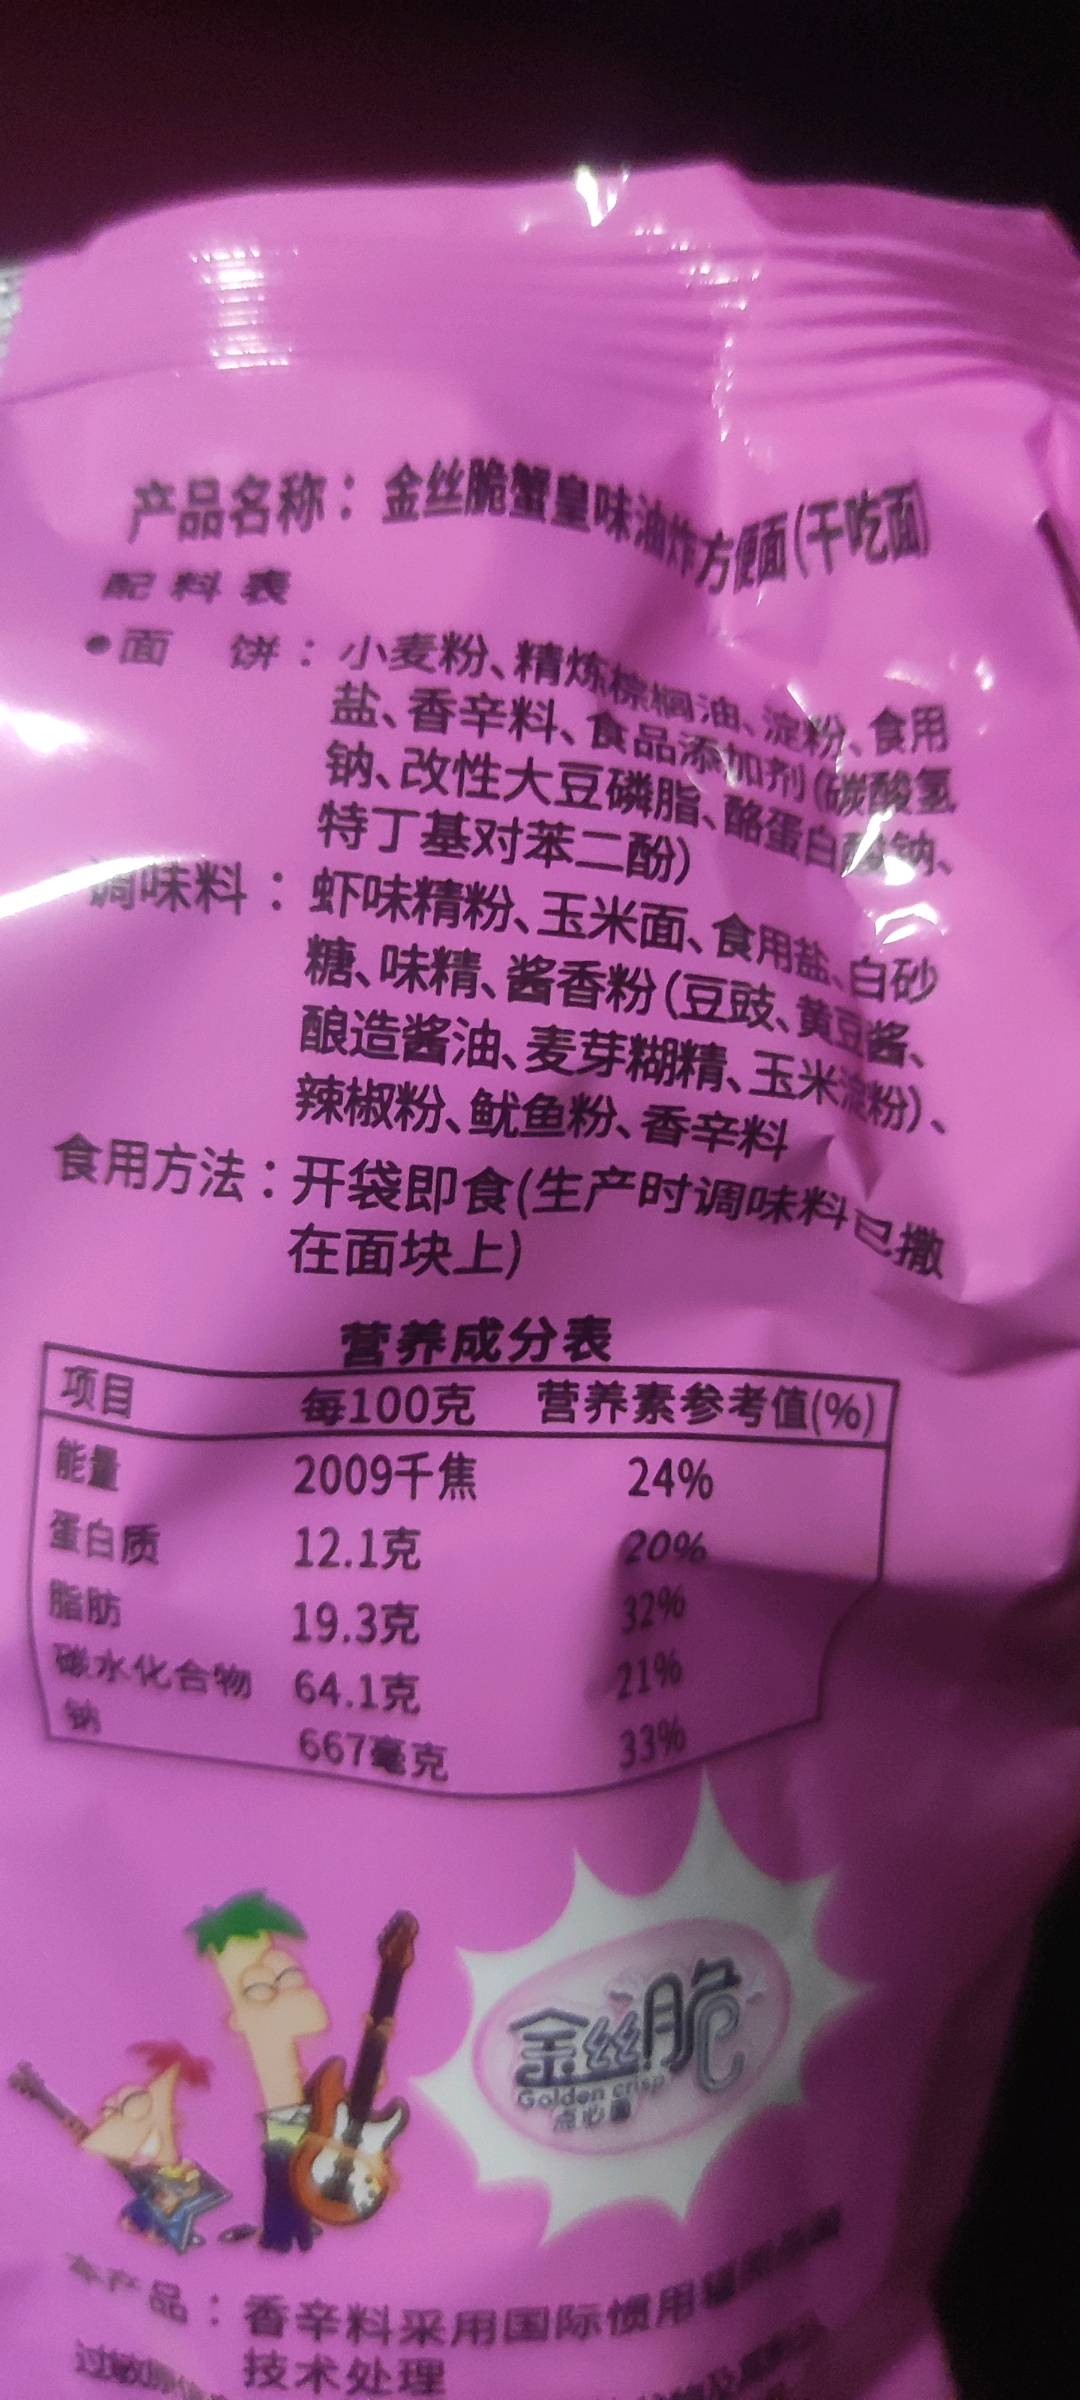 产品名称：金丝脆蟹皇味油炸方便面(干吃面)
配料表
●面 饼：小麦粉、精炼棕榈油、淀粉、食用
盐、香辛料、食品添加剂(碳酸氢
钠、改性大豆磷脂、酪蛋白酸钠、
特丁基对苯二酚)
调味料：虾味精粉、玉米面、食用盐、白砂
糖、味精、酱香粉(豆豉、黄豆酱、
酿造酱油、麦芽糊精、玉米淀粉)、
辣椒粉、鱿鱼粉、香辛料
食用方法：开袋即食(生产时调味料已撒
在面块上)
营养成分表
项目 每100克 营养素参考值(%)
能量 2009千焦 24%
蛋白质 12.1克 20%
脂肪 19.3克 32%
碳水化合物 64.1克 21%
钠 667毫克 33%
金丝脆
Golden crisp
点心面
本产品：香辛料采用国际惯用辐照杀菌
技术处理
过敏原